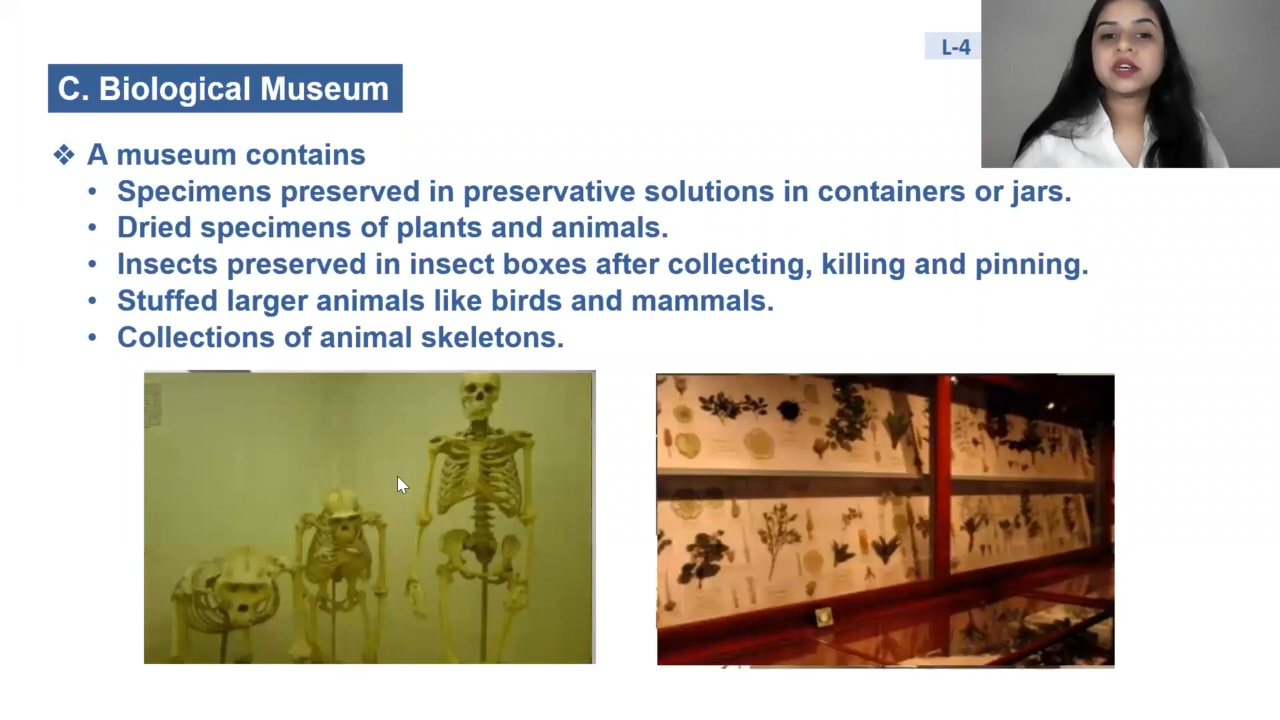 L-4
C. Biological Museum
❖ A museum contains
• Specimens preserved in preservative solutions in containers or jars.
• Dried specimens of plants and animals.
• Insects preserved in insect boxes after collecting, killing and pinning.
• Stuffed larger animals like birds and mammals.
• Collections of animal skeletons.